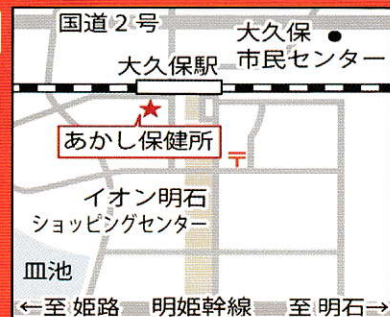 国道2号
大久保
市民センター
大久保駅
あかし保健所
〒
イオン明石
ショッピングセンター
皿池
←至 姫路 明姫幹線 至 明石→